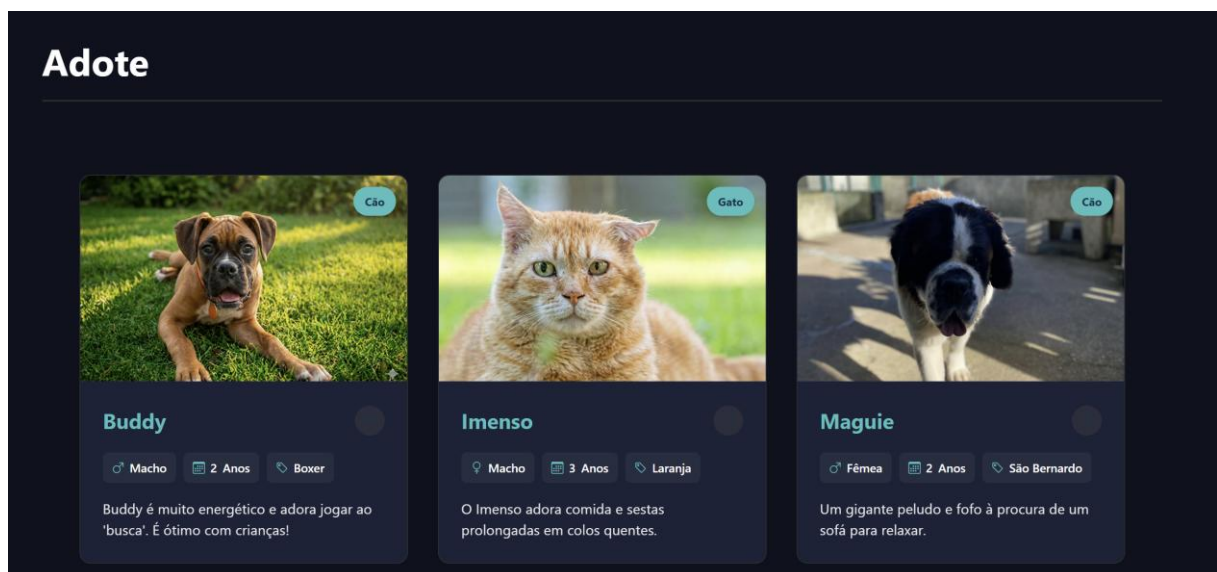 Adote
Cão
Gato
Cão
Buddy
Macho
2 Anos
Boxer
Buddy é muito energético e adora jogar ao
'busca'. É ótimo com crianças!
Imenso
Macho
3 Anos
Laranja
O Imenso adora comida e sestas
prolongadas em colos quentes.
Maguie
Fêmea
2 Anos
São Bernardo
Um gigante peludo e fofo à procura de um
sofá para relaxar.